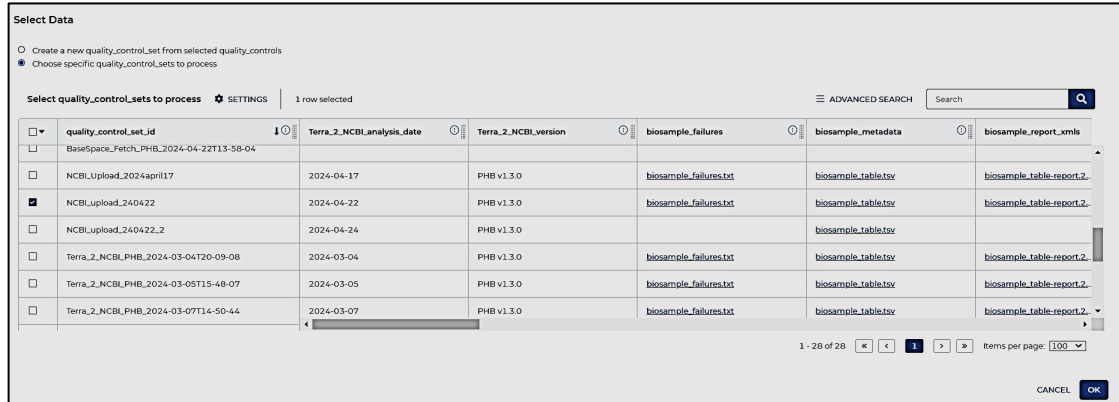 Select Data
Create a new quality_control_set from selected quality_controls
Choose specific quality_control_sets to process
Select quality_control_sets to process SETTINGS 1 row selected ADVANCED SEARCH Search
quality_control_set_id Terra_2_NCBI_analysis_date Terra_2_NCBI_version biosample_failures biosample_metadata biosample_report_xmls
BaseSpace_Fetch_PHB_2024-04-22T13-58-04
NCBI_Upload_2024april17 2024-04-17 PHB v1.3.0 biosample_failures.txt biosample_table.tsv biosample_table-report.2...
NCBI_upload_240422 2024-04-22 PHB v1.3.0 biosample_failures.txt biosample_table.tsv biosample_table-report.2...
NCBI_upload_240422_2 2024-04-24 PHB v1.3.0 biosample_table.tsv
Terra_2_NCBI_PHB_2024-03-04T20-09-08 2024-03-04 PHB v1.3.0 biosample_failures.txt biosample_table.tsv biosample_table-report.2...
Terra_2_NCBI_PHB_2024-03-05T15-48-07 2024-03-05 PHB v1.3.0 biosample_failures.txt biosample_table.tsv biosample_table-report.2...
Terra_2_NCBI_PHB_2024-03-07T14-50-44 2024-03-07 PHB v1.3.0 biosample_failures.txt biosample_table.tsv biosample_table-report.2...
1 - 28 of 28 « ‹ 1 › » Items per page: 100
CANCEL OK